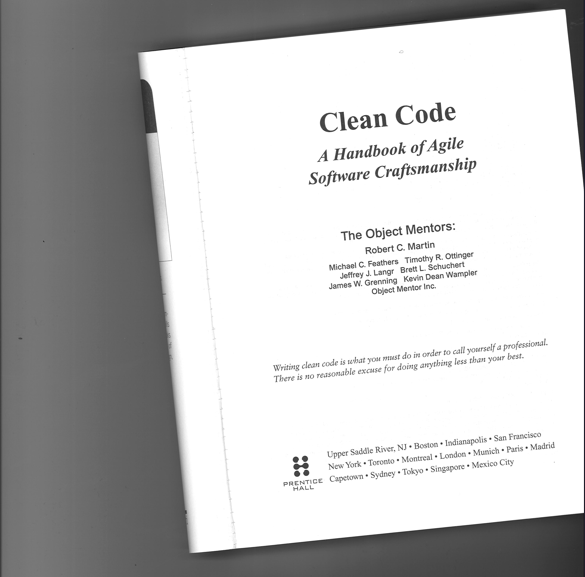 Clean Code
A Handbook of Agile
Software Craftsmanship
The Object Mentors:
Robert C. Martin
Michael C. Feathers Timothy R. Ottinger
Jeffrey J. Langr Brett L. Schuchert
James W. Grenning Kevin Dean Wampler
Object Mentor Inc.
Writing clean code is what you must do in order to call yourself a professional.
There is no reasonable excuse for doing anything less than your best.
PRENTICE
HALL
Upper Saddle River, NJ • Boston • Indianapolis • San Francisco
New York • Toronto • Montreal • London • Munich • Paris • Madrid
Capetown • Sydney • Tokyo • Singapore • Mexico City